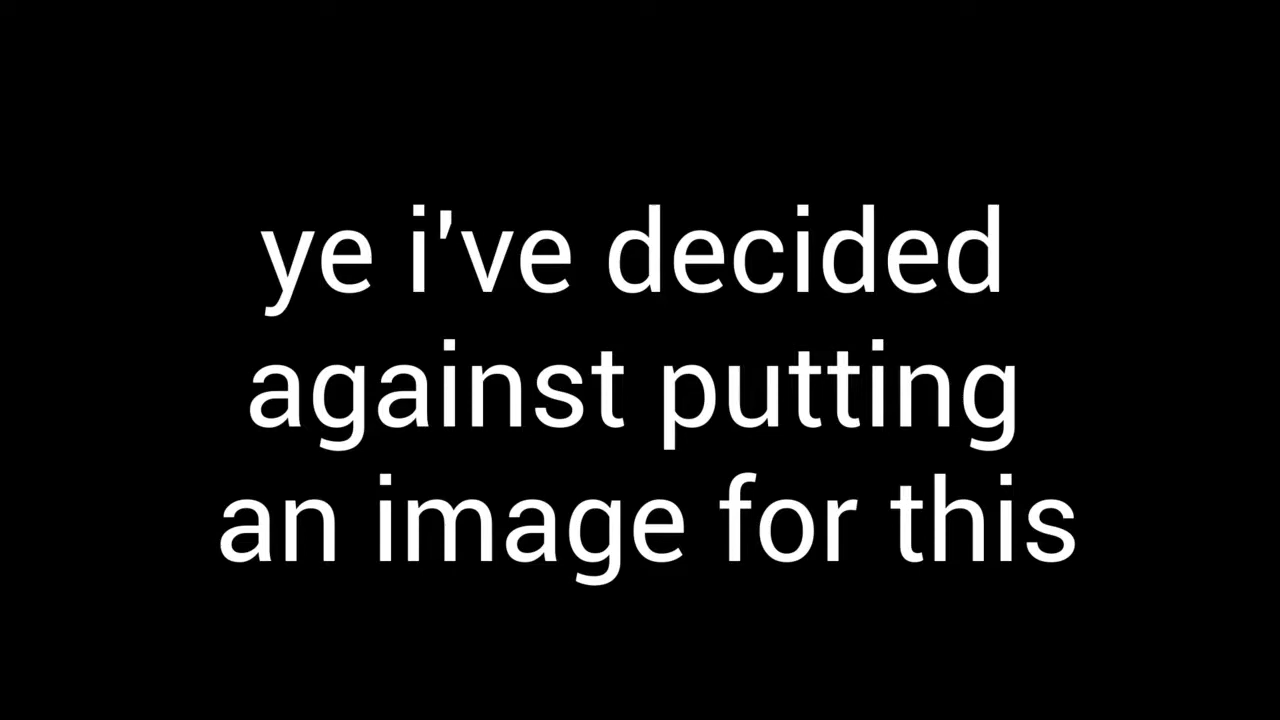 ye i've decided
against putting
an image for this